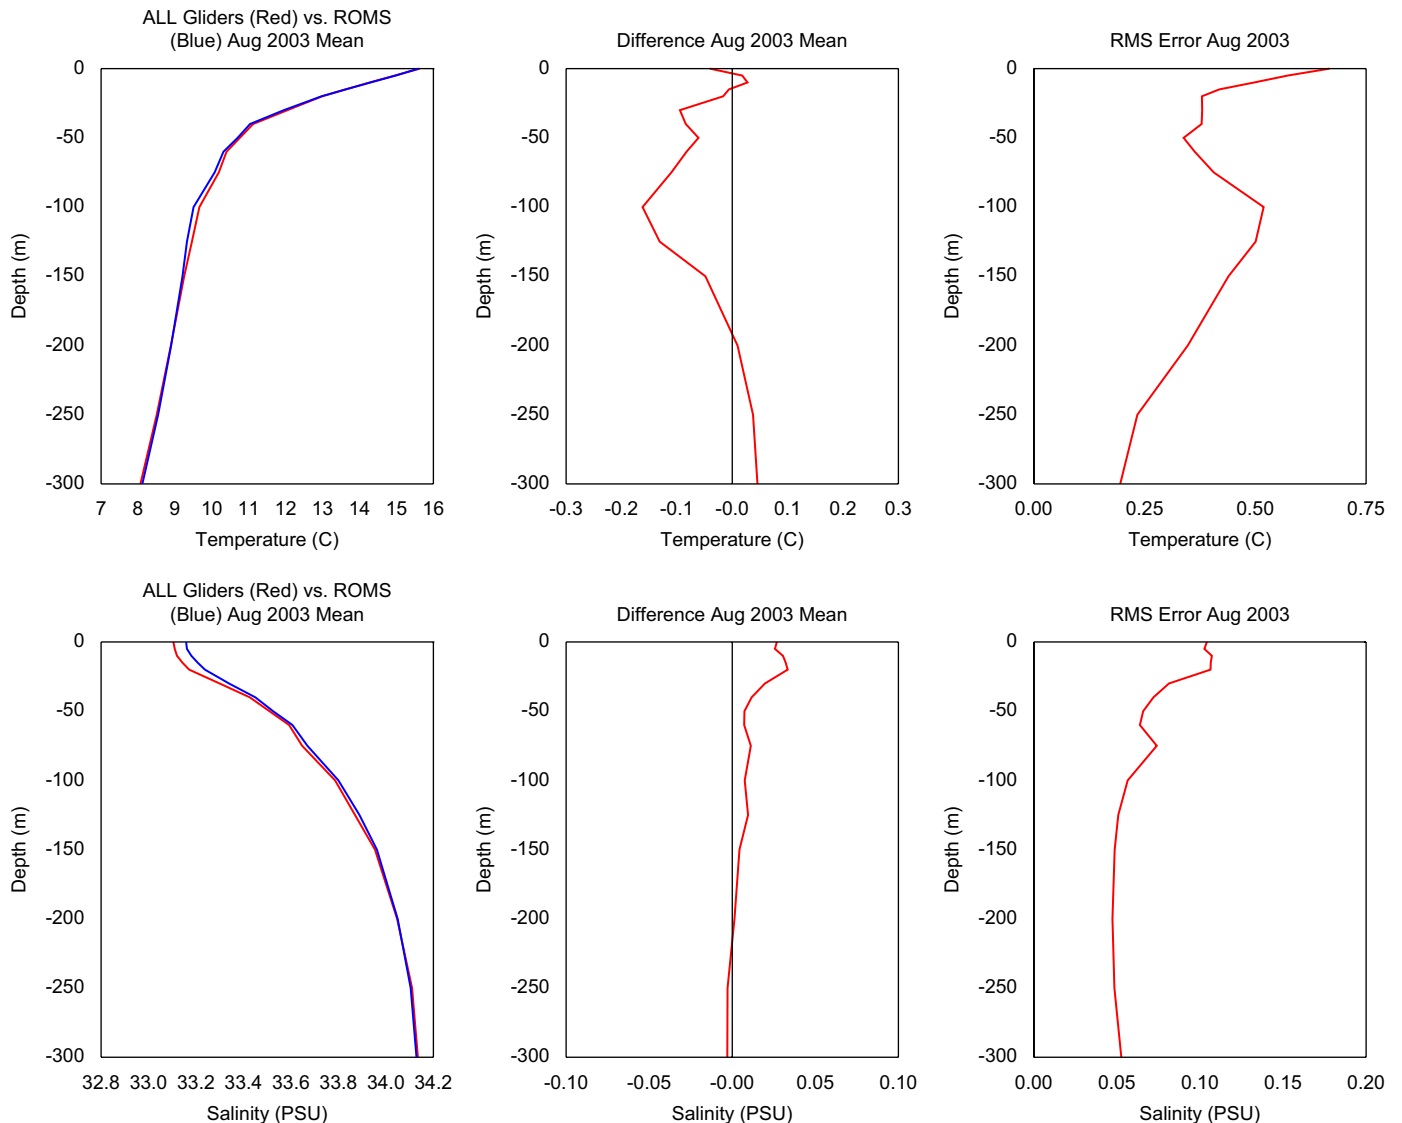 ALL Gliders (Red) vs. ROMS
(Blue) Aug 2003 Mean
0
-50
-100
-150
-200
-250
-300
Depth (m)
7 8 9 10 11 12 13 14 15 16
Temperature (C)
Difference Aug 2003 Mean
0
-50
-100
-150
-200
-250
-300
Depth (m)
-0.3 -0.2 -0.1 -0.0 0.1 0.2 0.3
Temperature (C)
RMS Error Aug 2003
0
-50
-100
-150
-200
-250
-300
Depth (m)
0.00 0.25 0.50 0.75
Temperature (C)
ALL Gliders (Red) vs. ROMS
(Blue) Aug 2003 Mean
0
-50
-100
-150
-200
-250
-300
Depth (m)
32.8 33.0 33.2 33.4 33.6 33.8 34.0 34.2
Salinity (PSU)
Difference Aug 2003 Mean
0
-50
-100
-150
-200
-250
-300
Depth (m)
-0.10 -0.05 -0.00 0.05 0.10
Salinity (PSU)
RMS Error Aug 2003
0
-50
-100
-150
-200
-250
-300
Depth (m)
0.00 0.05 0.10 0.15 0.20
Salinity (PSU)